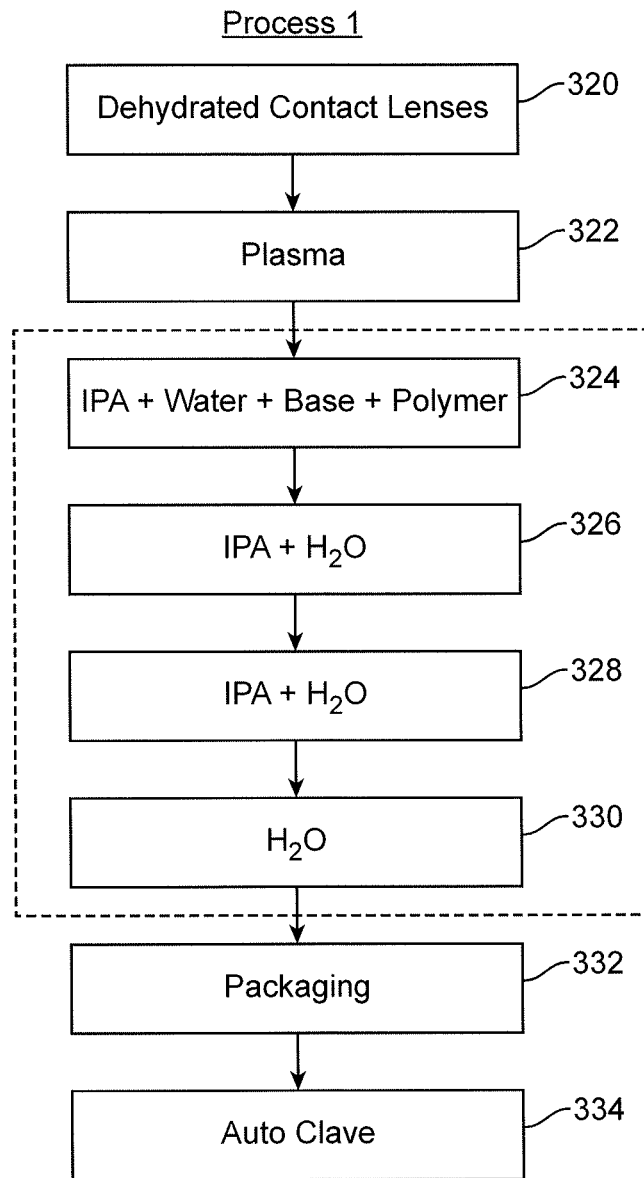 Process 1
Dehydrated Contact Lenses
320
Plasma
322
IPA + Water + Base + Polymer
324
IPA + H₂O
326
IPA + H₂O
328
H₂O
330
Packaging
332
Auto Clave
334